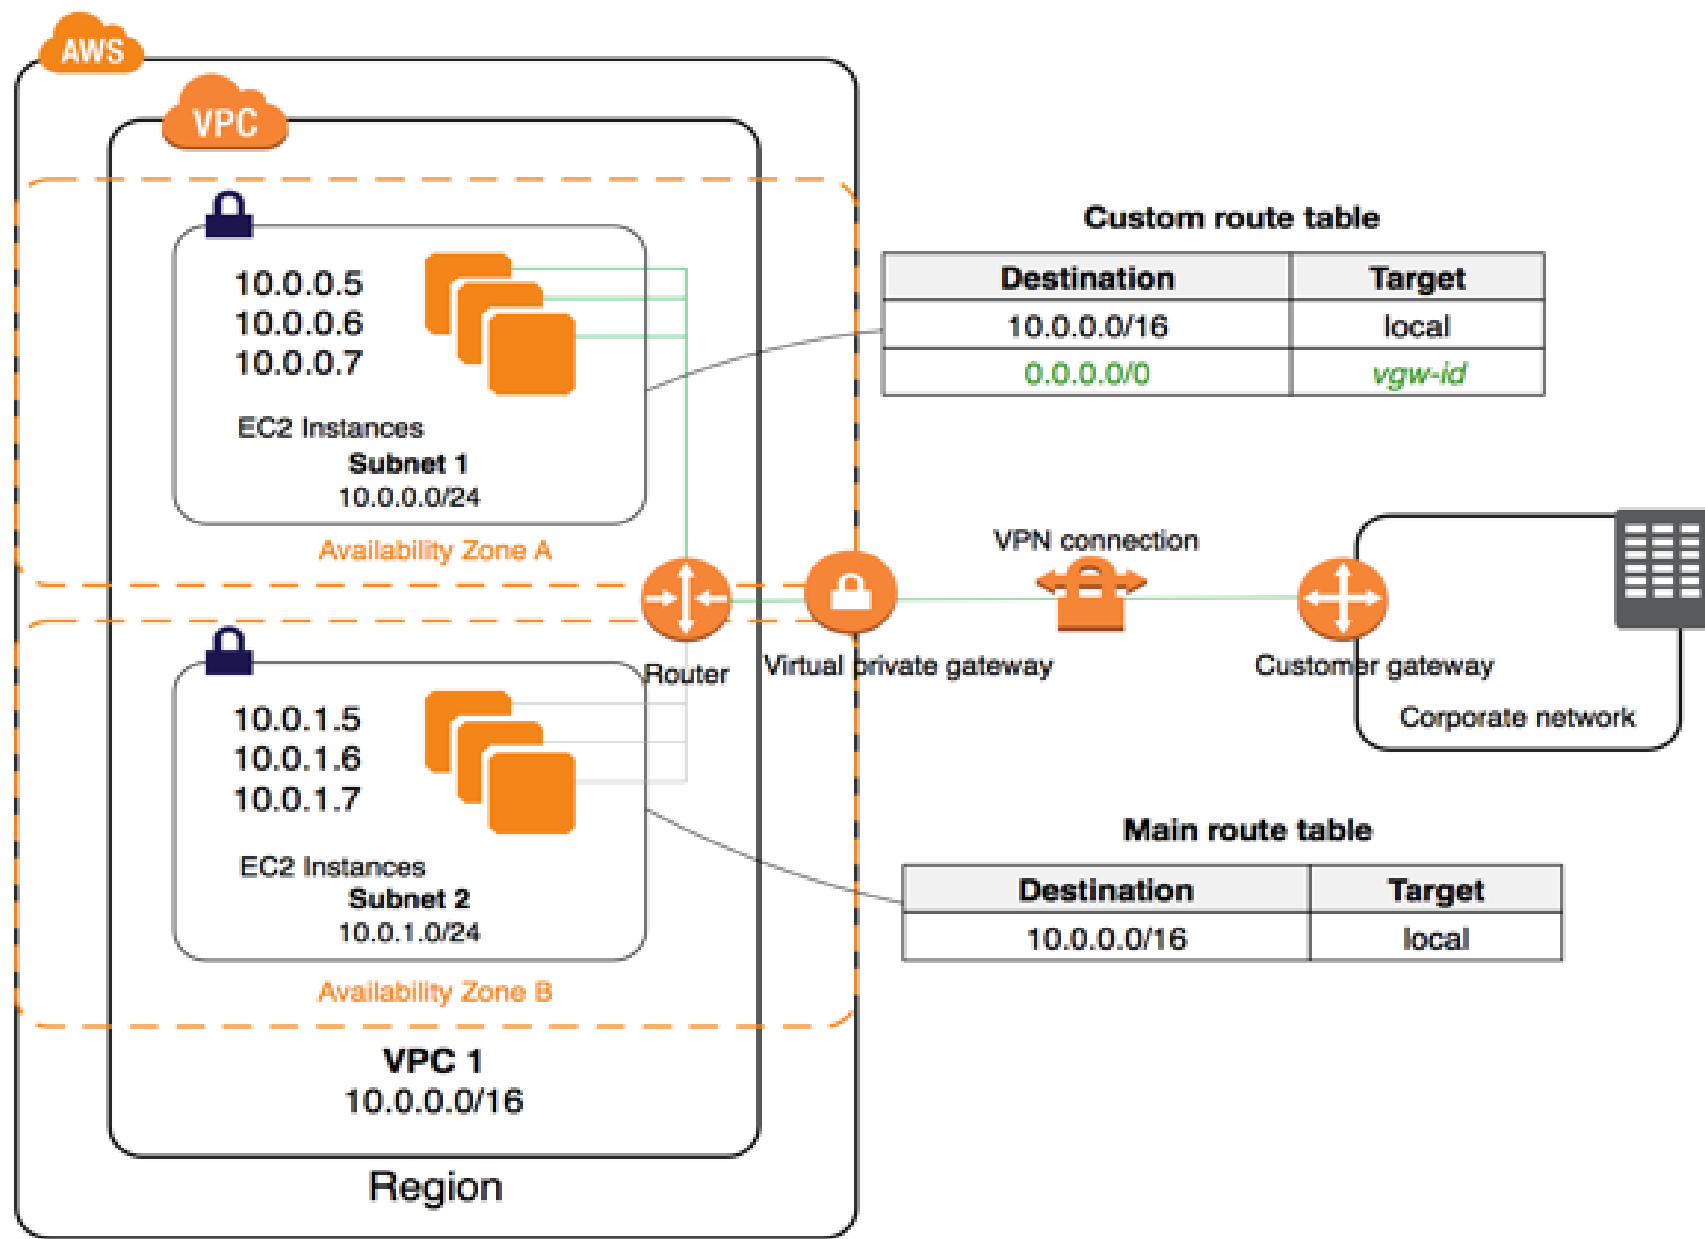 AWS
VPC
10.0.0.5
10.0.0.6
10.0.0.7
EC2 Instances
Subnet 1
10.0.0.0/24
Availability Zone A
Custom route table
Destination Target
10.0.0.0/16 local
0.0.0.0/0 vgw-id
VPN connection
Router
Virtual private gateway
Customer gateway
Corporate network
10.0.1.5
10.0.1.6
10.0.1.7
EC2 Instances
Subnet 2
10.0.1.0/24
Availability Zone B
Main route table
Destination Target
10.0.0.0/16 local
VPC 1
10.0.0.0/16
Region